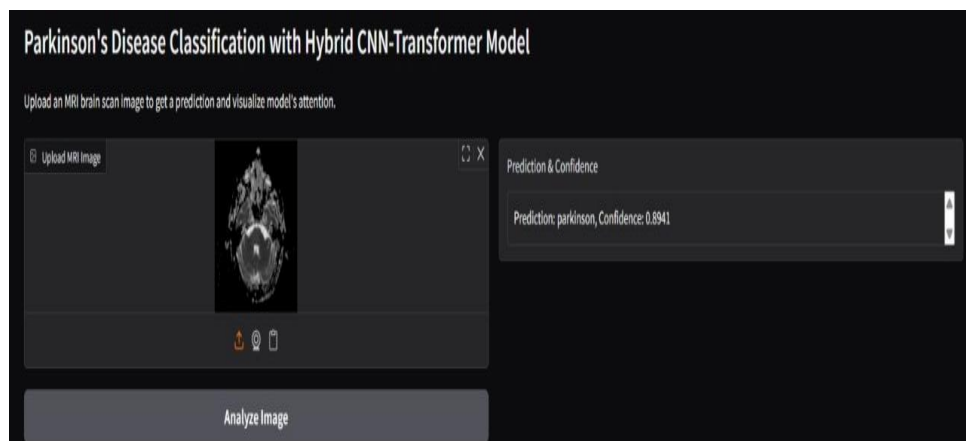 Parkinson's Disease Classification with Hybrid CNN-Transformer Model
Upload an MRI brain scan image to get a prediction and visualize model's attention.
Upload MRI Image
Prediction & Confidence
Prediction: parkinson, Confidence: 0.8941
Analyze Image